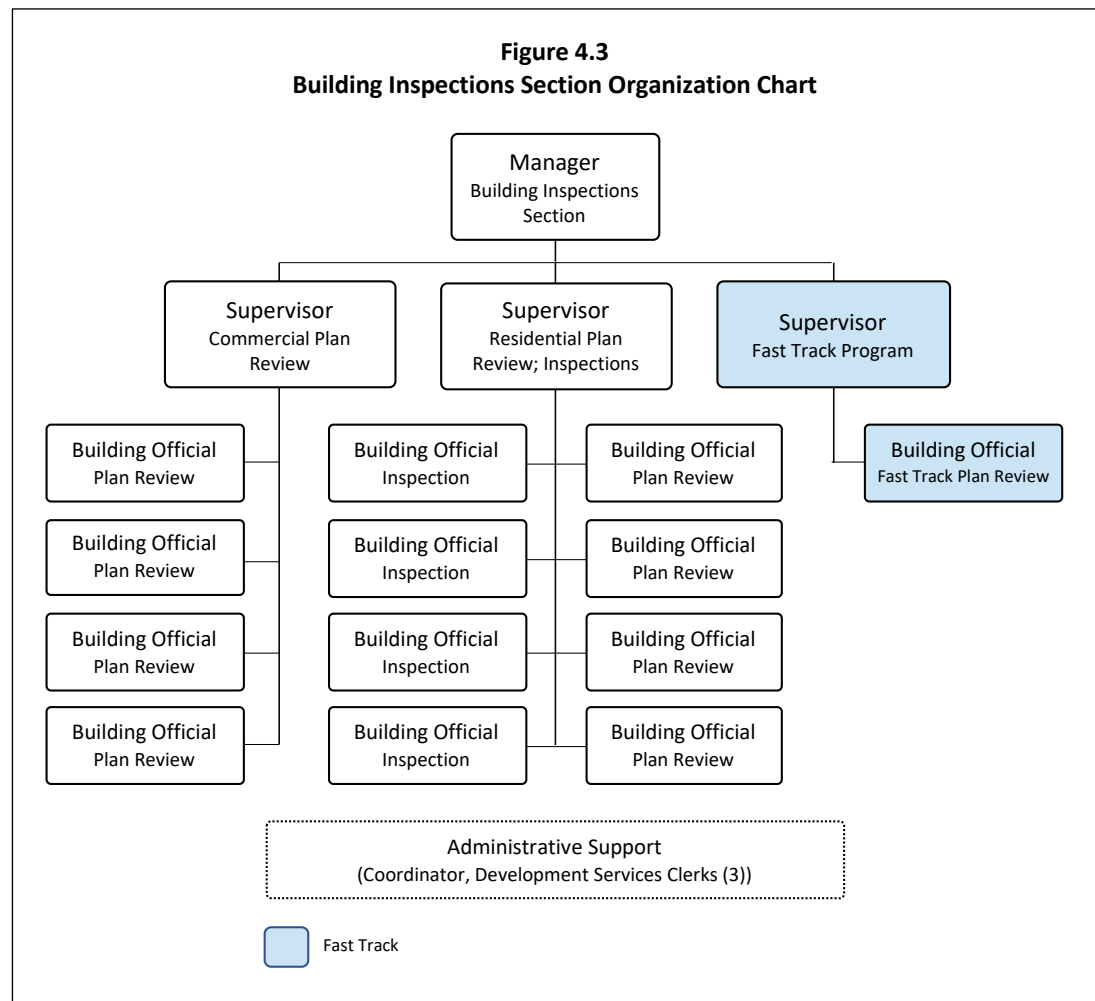 Figure 4.3
Building Inspections Section Organization Chart
Manager
Building Inspections
Section
Supervisor
Commercial Plan
Review
Supervisor
Residential Plan
Review; Inspections
Supervisor
Fast Track Program
Building Official
Plan Review
Building Official
Inspection
Building Official
Plan Review
Building Official
Fast Track Plan Review
Building Official
Plan Review
Building Official
Inspection
Building Official
Plan Review
Building Official
Plan Review
Building Official
Inspection
Building Official
Plan Review
Building Official
Plan Review
Building Official
Inspection
Building Official
Plan Review
Administrative Support
(Coordinator, Development Services Clerks (3))
Fast Track